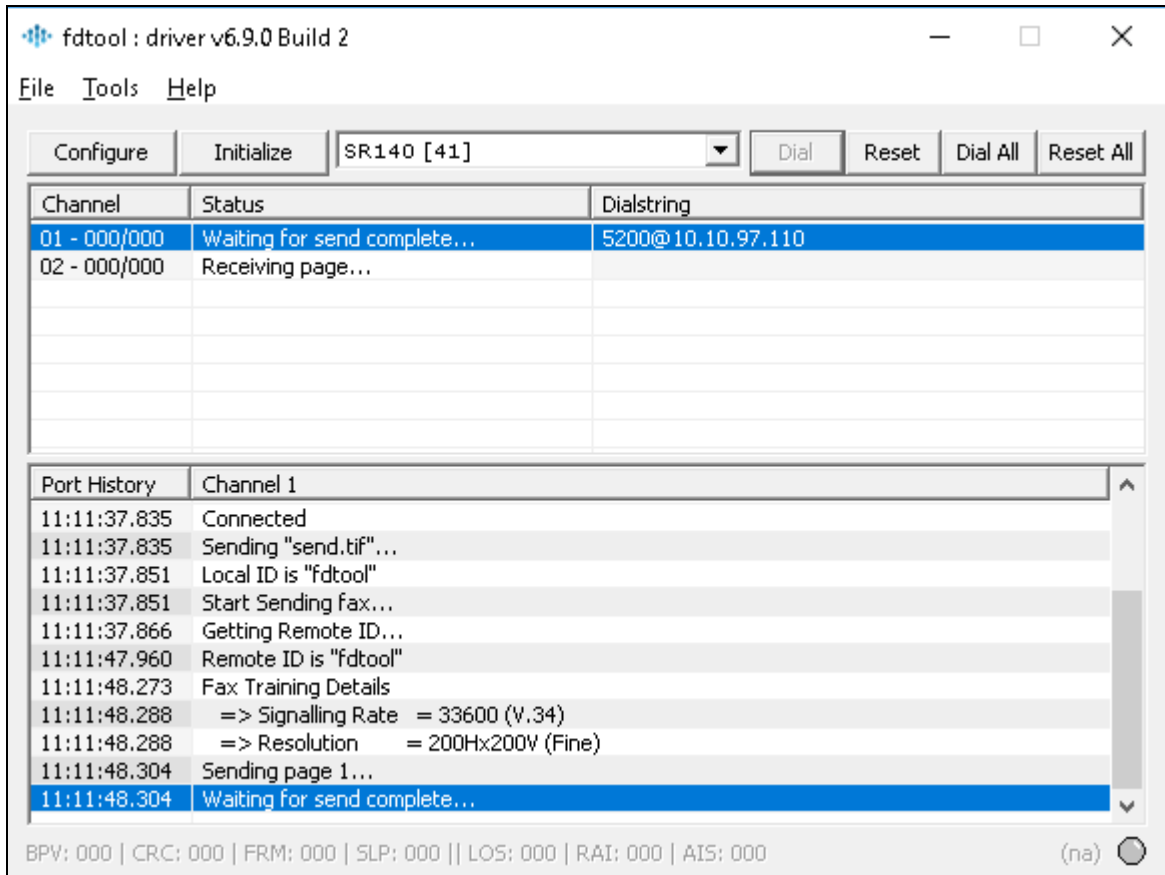 fdtool : driver v6.9.0 Build 2
File Tools Help
Configure Initialize SR140 [41] Dial Reset Dial All Reset All
Channel Status Dialstring
01 - 000/000 Waiting for send complete... 5200@10.10.97.110
02 - 000/000 Receiving page...
Port History Channel 1
11:11:37.835 Connected
11:11:37.835 Sending "send.tif"...
11:11:37.851 Local ID is "fdtool"
11:11:37.851 Start Sending fax...
11:11:37.866 Getting Remote ID...
11:11:47.960 Remote ID is "fdtool"
11:11:48.273 Fax Training Details
11:11:48.288 => Signalling Rate = 33600 (V.34)
11:11:48.288 => Resolution = 200Hx200V (Fine)
11:11:48.304 Sending page 1...
11:11:48.304 Waiting for send complete...
BPV: 000 | CRC: 000 | FRM: 000 | SLP: 000 || LOS: 000 | RAI: 000 | AIS: 000 (na)